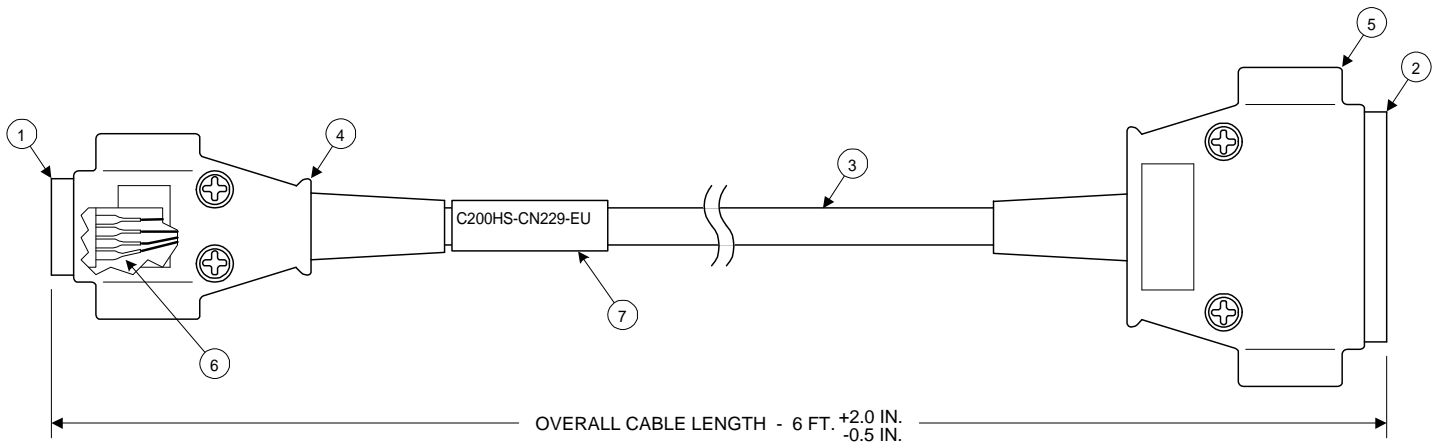 5
2
1
4
3
C200HS-CN229-EU
7
6
OVERALL CABLE LENGTH - 6 FT. +2.0 IN.
-0.5 IN.